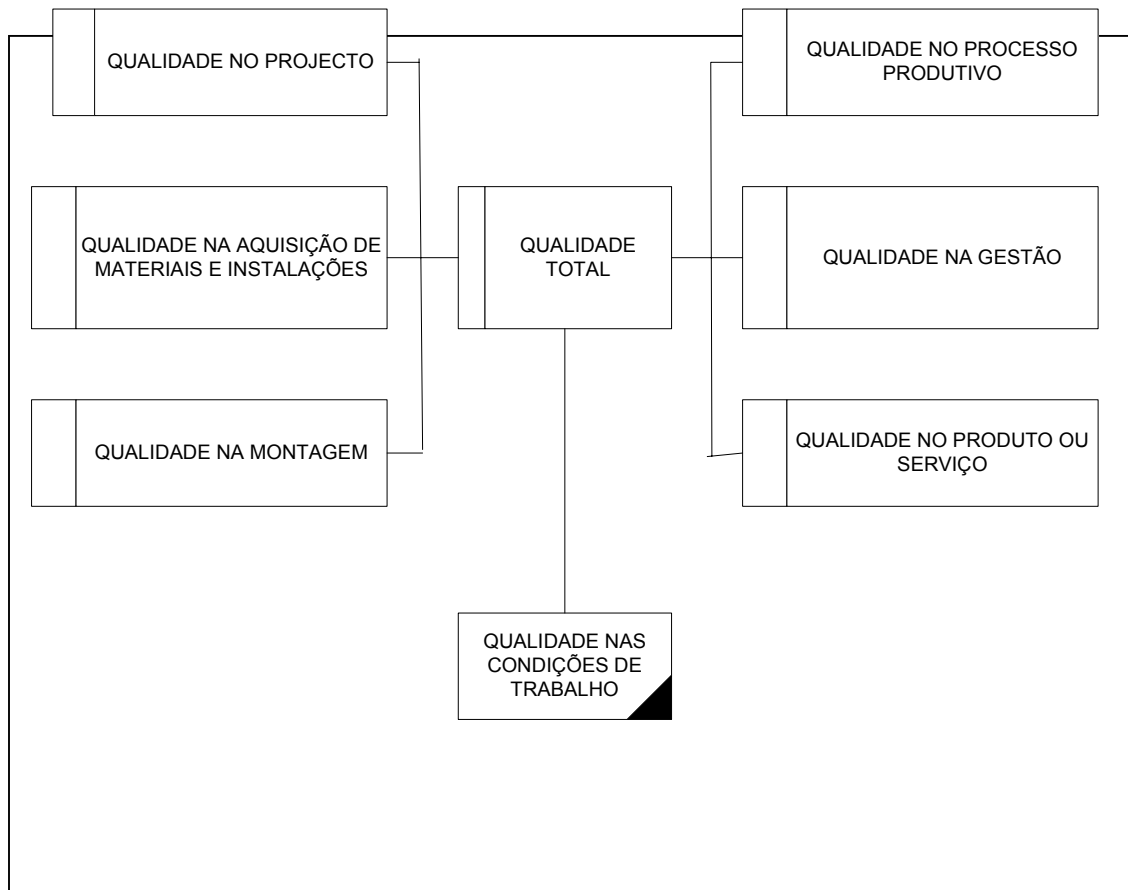 QUALIDADE NO PROJECTO
QUALIDADE NO PROCESSO
PRODUTIVO
QUALIDADE NA AQUISIÇÃO DE
MATERIAIS E INSTALAÇÕES
QUALIDADE
TOTAL
QUALIDADE NA GESTÃO
QUALIDADE NA MONTAGEM
QUALIDADE NO PRODUTO OU
SERVIÇO
QUALIDADE NAS
CONDIÇÕES DE
TRABALHO